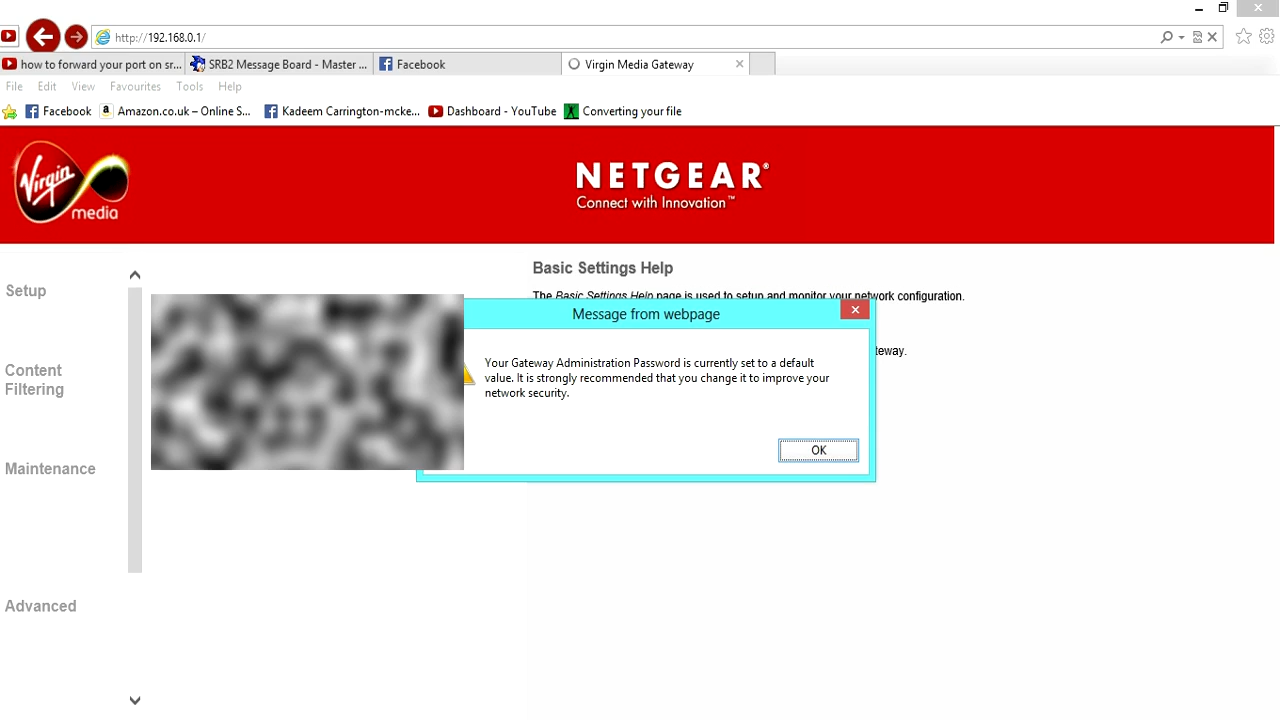 http://192.168.0.1/
how to forward your port on sr...
SRB2 Message Board - Master ...
Facebook
Virgin Media Gateway
File Edit View Favourites Tools Help
Facebook
Amazon.co.uk – Online S...
Kadeem Carrington-mcke...
Dashboard - YouTube
Converting your file
Virgin
media
NETGEAR®
Connect with Innovation™
Setup
Content
Filtering
Maintenance
Advanced
Basic Settings Help
The Basic Settings Help page is used to setup and monitor your network configuration.
teway.
Message from webpage
Your Gateway Administration Password is currently set to a default
value. It is strongly recommended that you change it to improve your
network security.
OK